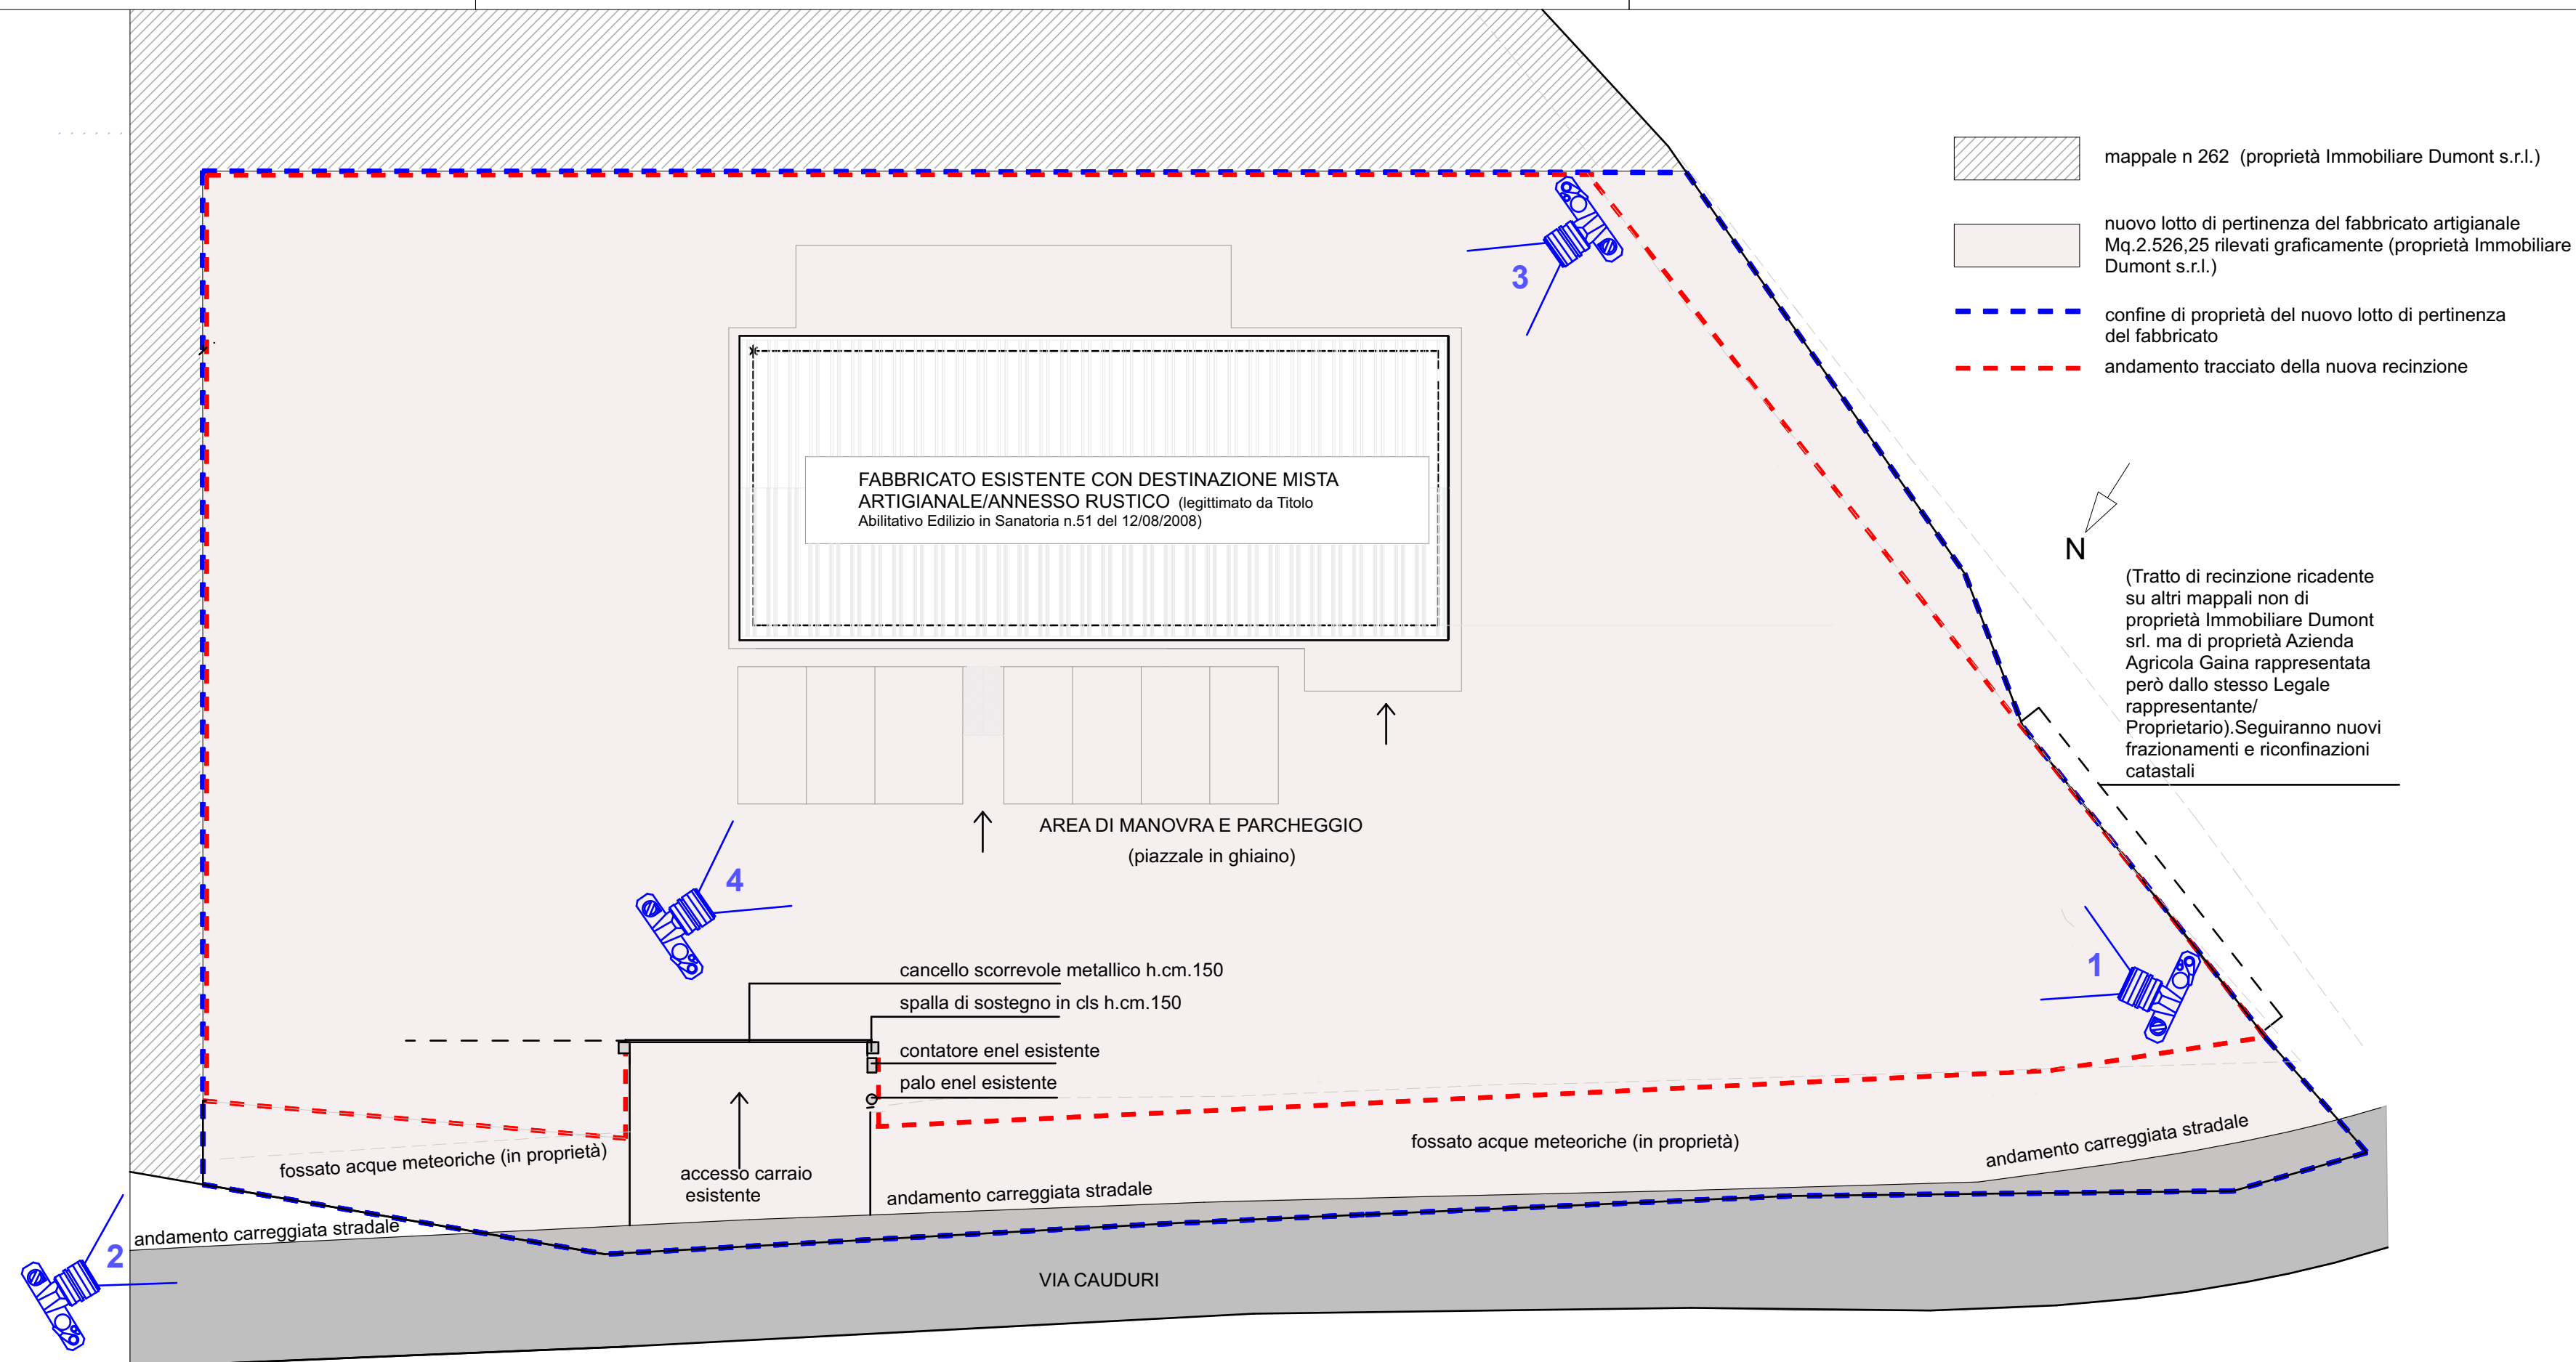 mappale n 262 (proprietà Immobiliare Dumont s.r.l.)
nuovo lotto di pertinenza del fabbricato artigianale
Mq.2.526,25 rilevati graficamente (proprietà Immobiliare
Dumont s.r.l.)
confine di proprietà del nuovo lotto di pertinenza
del fabbricato
andamento tracciato della nuova recinzione
3
FABBRICATO ESISTENTE CON DESTINAZIONE MISTA
ARTIGIANALE/ANNESSO RUSTICO (legittimato da Titolo
Abilitativo Edilizio in Sanatoria n.51 del 12/08/2008)
N
(Tratto di recinzione ricadente
su altri mappali non di
proprietà Immobiliare Dumont
srl. ma di proprietà Azienda
Agricola Gaina rappresentata
però dallo stesso Legale
rappresentante/
Proprietario).Seguiranno nuovi
frazionamenti e riconfinazioni
catastali
AREA DI MANOVRA E PARCHEGGIO
(piazzale in ghiaino)
4
1
cancello scorrevole metallico h.cm.150
spalla di sostegno in cls h.cm.150
contatore enel esistente
palo enel esistente
fossato acque meteoriche (in proprietà)
fossato acque meteoriche (in proprietà)
andamento carreggiata stradale
accesso carraio
esistente
andamento carreggiata stradale
andamento carreggiata stradale
2
VIA CAUDURI